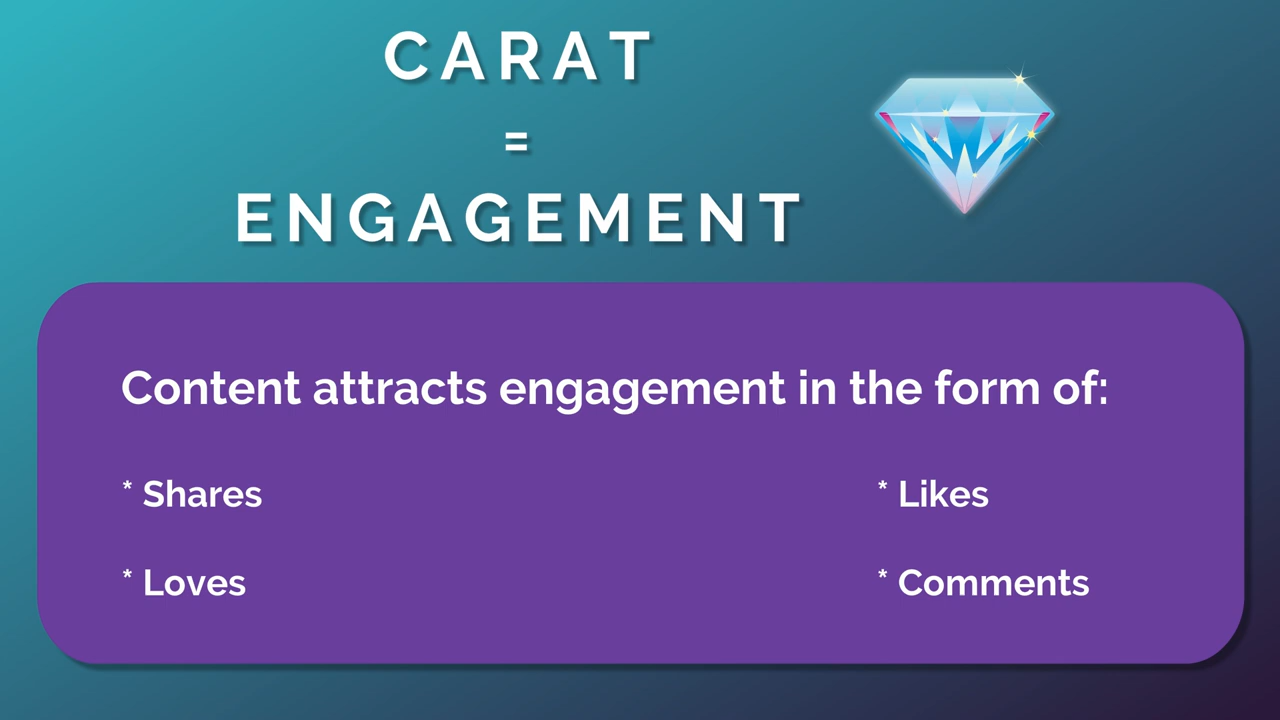 CARAT
=
ENGAGEMENT
Content attracts engagement in the form of:
* Shares
* Likes
* Loves
* Comments